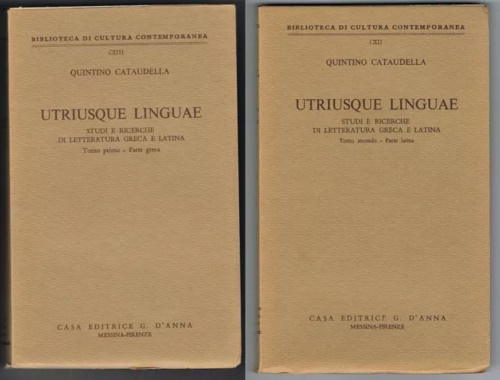 BIBLIOTECA DI CULTURA CONTEMPORANEA
QUINTINO CATAUDELLA
UTRIUSQUE LINGUAE
STUDI E RICERCHE
DI LETTERATURA GRECA E LATINA
Tomo primo - Parte greca
CASA EDITRICE G. D'ANNA
MESSINA-FIRENZE
BIBLIOTECA DI CULTURA CONTEMPORANEA
CXII
QUINTINO CATAUDELLA
UTRIUSQUE LINGUAE
STUDI E RICERCHE
DI LETTERATURA GRECA E LATINA
Tomo secondo - Parte latina
CASA EDITRICE G. D'ANNA
MESSINA-FIRENZE